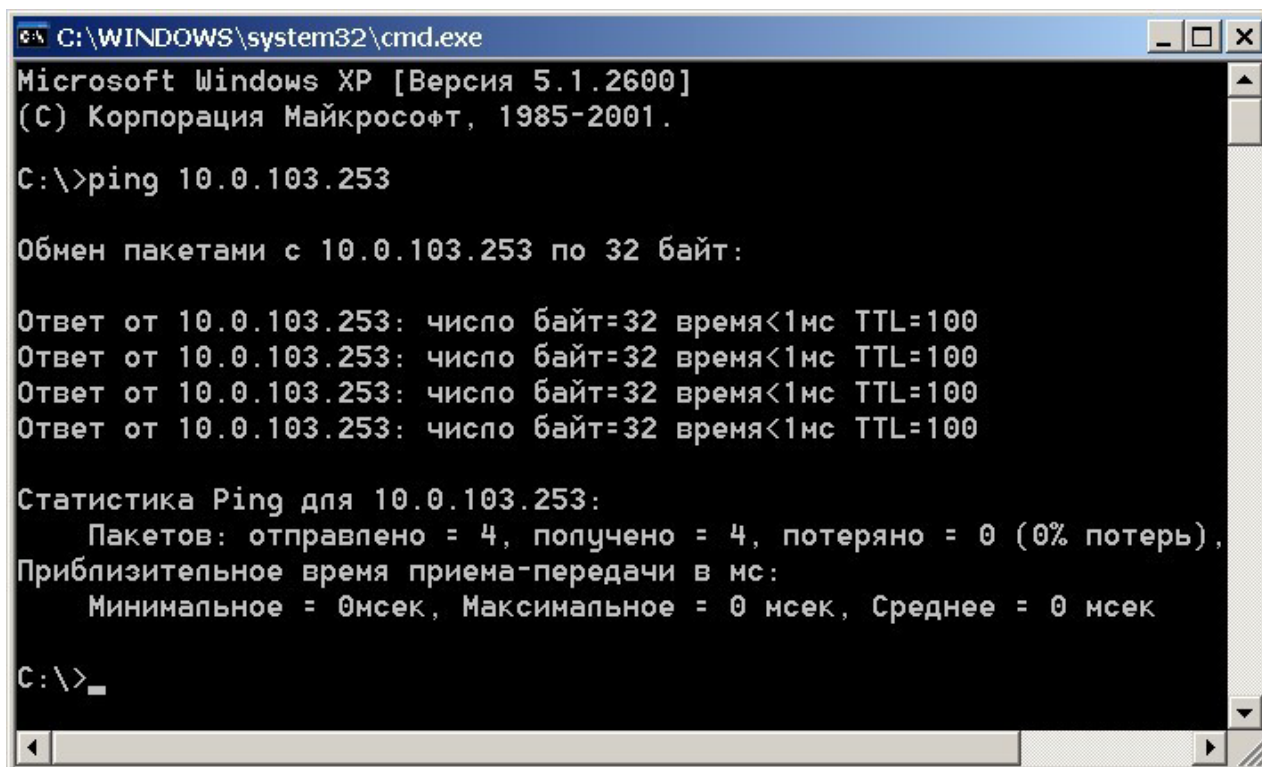 C:\WINDOWS\system32\cmd.exe
Microsoft Windows XP [Версия 5.1.2600]
(С) Корпорация Майкрософт, 1985-2001.
C:\>ping 10.0.103.253
Обмен пакетами с 10.0.103.253 по 32 байт:
Ответ от 10.0.103.253: число байт=32 время<1мс TTL=100
Ответ от 10.0.103.253: число байт=32 время<1мс TTL=100
Ответ от 10.0.103.253: число байт=32 время<1мс TTL=100
Ответ от 10.0.103.253: число байт=32 время<1мс TTL=100
Статистика Ping для 10.0.103.253:
Пакетов: отправлено = 4, получено = 4, потеряно = 0 (0% потерь),
Приблизительное время приема-передачи в мс:
Минимальное = 0мсек, Максимальное = 0 мсек, Среднее = 0 мсек
C:\>_